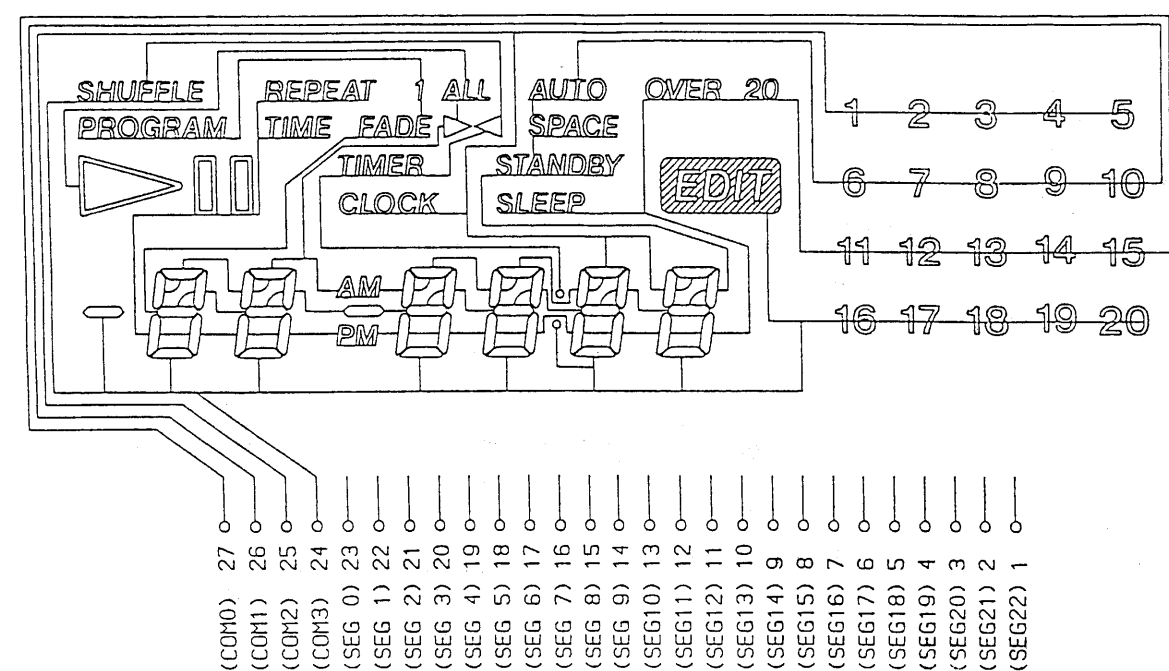 SHUFFLE REPEAT 1 ALL AUTO OVER 20
PROGRAM TIME FADE SPACE
TIMER STANDBY
CLOCK SLEEP
EDIT
1 2 3 4 5
6 7 8 9 10
11 12 13 14 15
16 17 18 19 20
AM
PM
(COM0) 27
(COM1) 26
(COM2) 25
(COM3) 24
(SEG 0) 23
(SEG 1) 22
(SEG 2) 21
(SEG 3) 20
(SEG 4) 19
(SEG 5) 18
(SEG 6) 17
(SEG 7) 16
(SEG 8) 15
(SEG 9) 14
(SEG10) 13
(SEG11) 12
(SEG12) 11
(SEG13) 10
(SEG14) 9
(SEG15) 8
(SEG16) 7
(SEG17) 6
(SEG18) 5
(SEG19) 4
(SEG20) 3
(SEG21) 2
(SEG22) 1